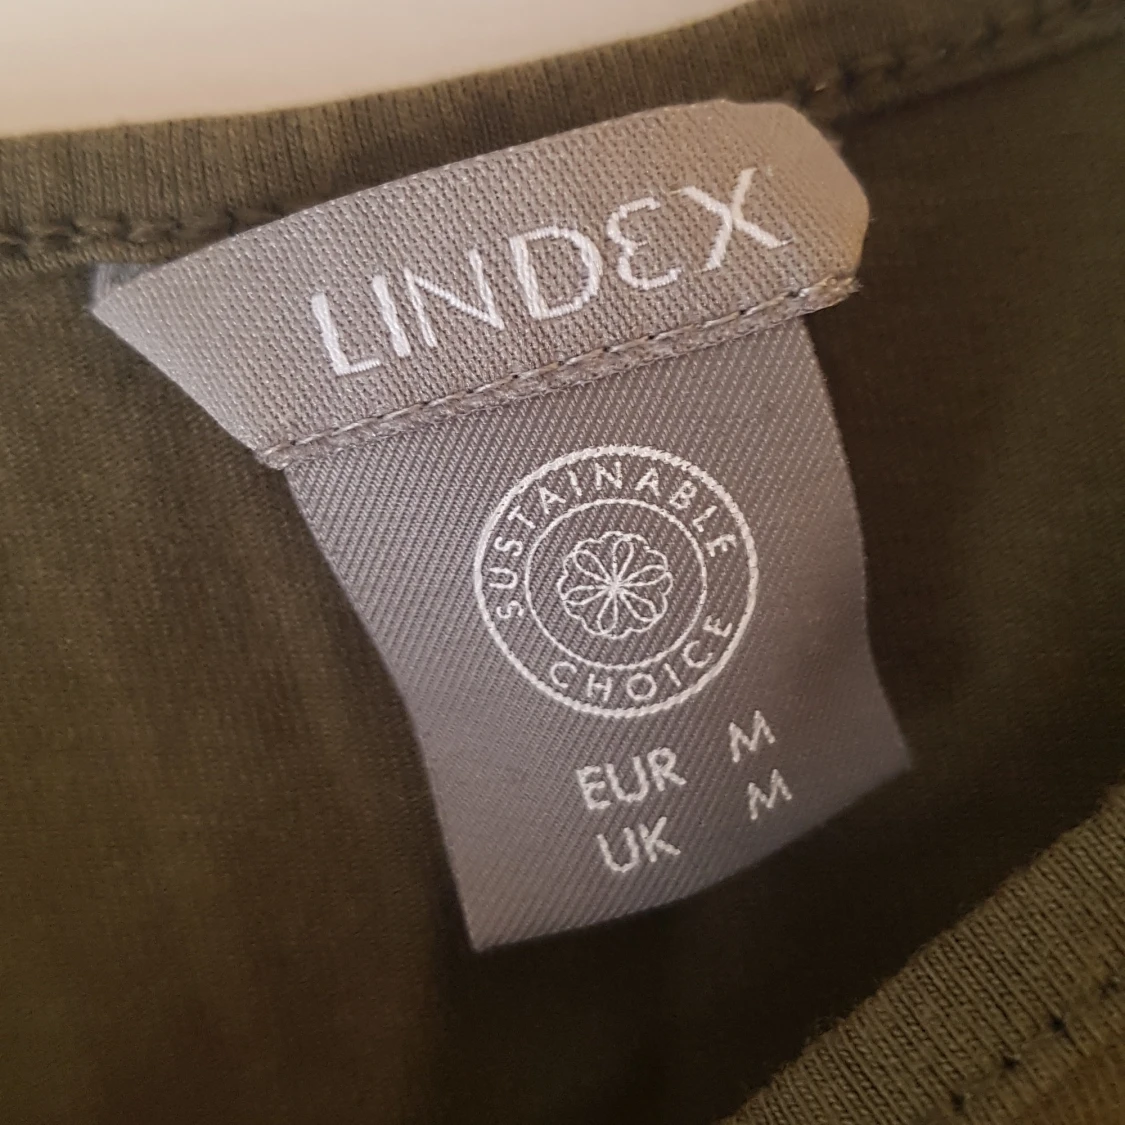 LINDEX
SUSTAINABLE
CHOICE
EUR M
UK M